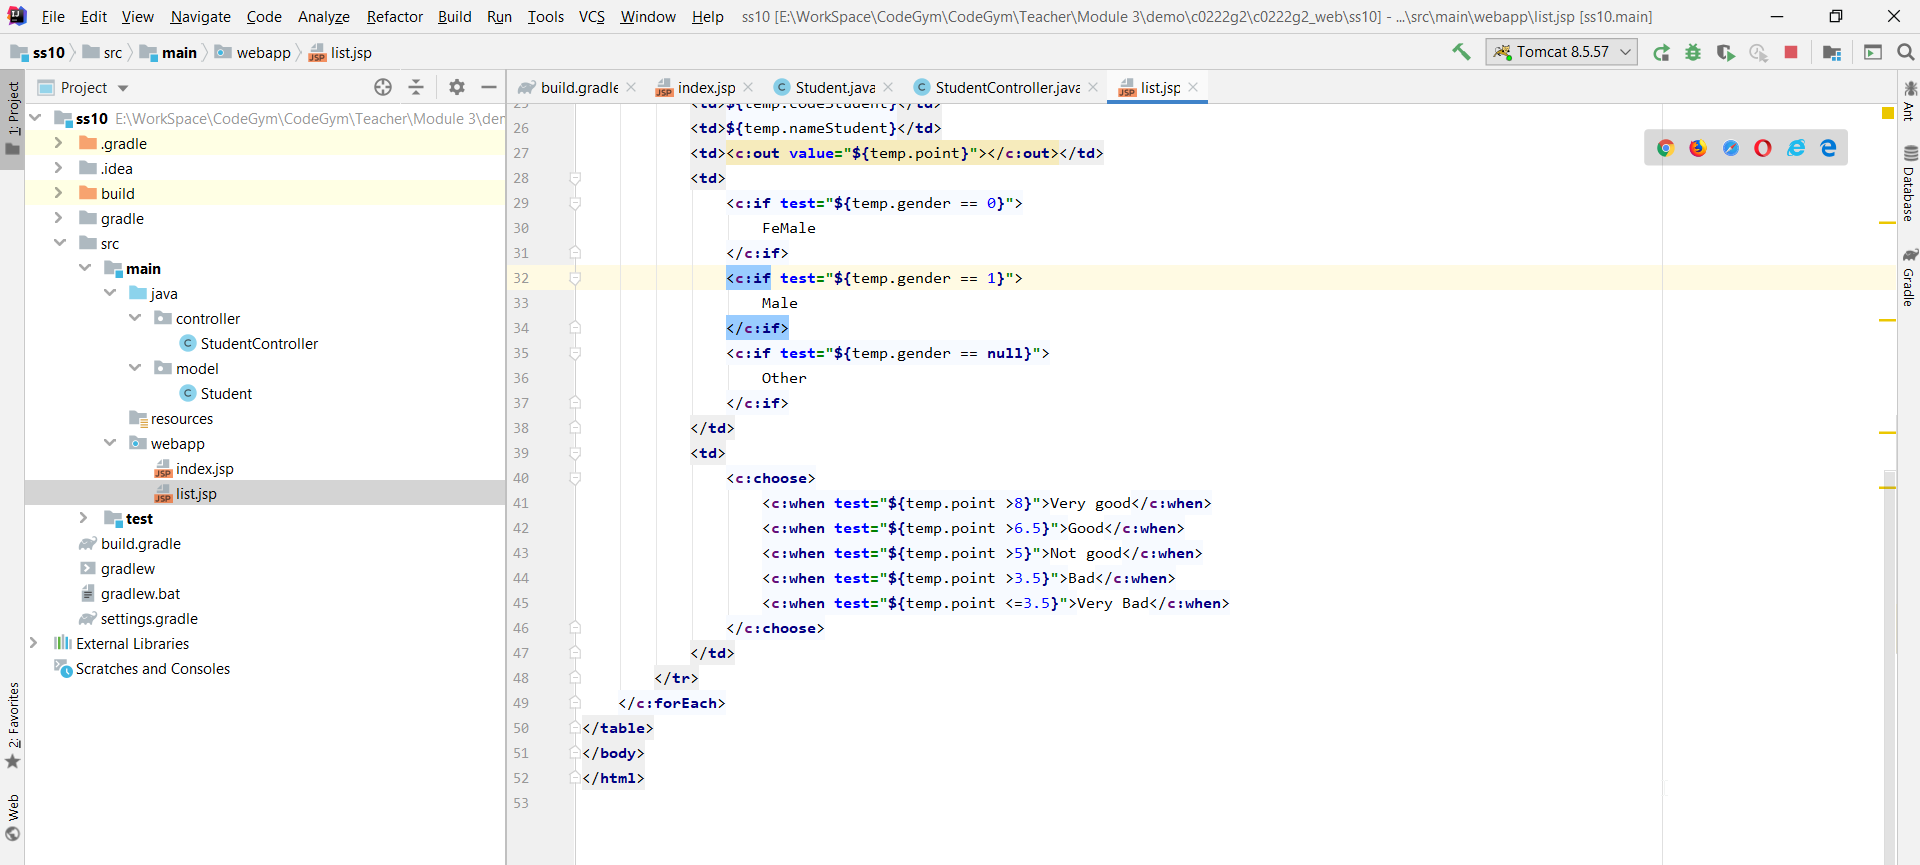 File Edit View Navigate Code Analyze Refactor Build Run Tools VCS Window Help ss10 [E:\WorkSpace\CodeGym\CodeGym\Teacher\Module 3\demo\c0222g2\c0222g2_web\ss10] - ...\src\main\webapp\list.jsp [ss10.main]
ss10 src main webapp list.jsp Tomcat 8.5.57
Project build.gradle index.jsp Student.java StudentController.java list.jsp
1: Project
2: Favorites
Web
Ant
Database
Gradle
ss10 E:\WorkSpace\CodeGym\CodeGym\Teacher\Module 3\der
.gradle
.idea
build
gradle
src
main
java
controller
StudentController
model
Student
resources
webapp
index.jsp
list.jsp
test
build.gradle
gradlew
gradlew.bat
settings.gradle
External Libraries
Scratches and Consoles
25 <td>${temp.codeStudent}</td>
26 <td>${temp.nameStudent}</td>
27 <td><c:out value="${temp.point}"></c:out></td>
28 <td>
29 <c:if test="${temp.gender == 0}">
30 FeMale
31 </c:if>
32 <c:if test="${temp.gender == 1}">
33 Male
34 </c:if>
35 <c:if test="${temp.gender == null}">
36 Other
37 </c:if>
38 </td>
39 <td>
40 <c:choose>
41 <c:when test="${temp.point >8}">Very good</c:when>
42 <c:when test="${temp.point >6.5}">Good</c:when>
43 <c:when test="${temp.point >5}">Not good</c:when>
44 <c:when test="${temp.point >3.5}">Bad</c:when>
45 <c:when test="${temp.point <=3.5}">Very Bad</c:when>
46 </c:choose>
47 </td>
48 </tr>
49 </c:forEach>
50 </table>
51 </body>
52 </html>
53